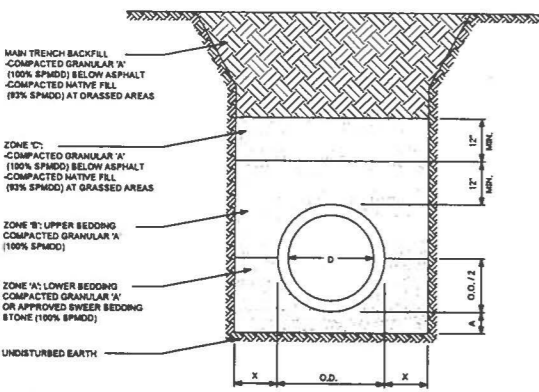 MAIN TRENCH BACKFILL
-COMPACTED GRANULAR 'A'
(100% SPMDD) BELOW ASPHALT
-COMPACTED NATIVE FILL
(93% SPMDD) AT GRASSED AREAS
ZONE 'C':
-COMPACTED GRANULAR 'A'
(100% SPMDD) BELOW ASPHALT
-COMPACTED NATIVE FILL
(93% SPMDD) AT GRASSED AREAS
12"
MIN.
12"
MIN.
ZONE 'B': UPPER BEDDING
COMPACTED GRANULAR 'A'
(100% SPMDD)
D
ZONE 'A': LOWER BEDDING
COMPACTED GRANULAR 'A'
OR APPROVED SWEER BEDDING
STONE (100% SPMDD)
O.D. / 2
A
UNDISTURBED EARTH
X
O.D.
X